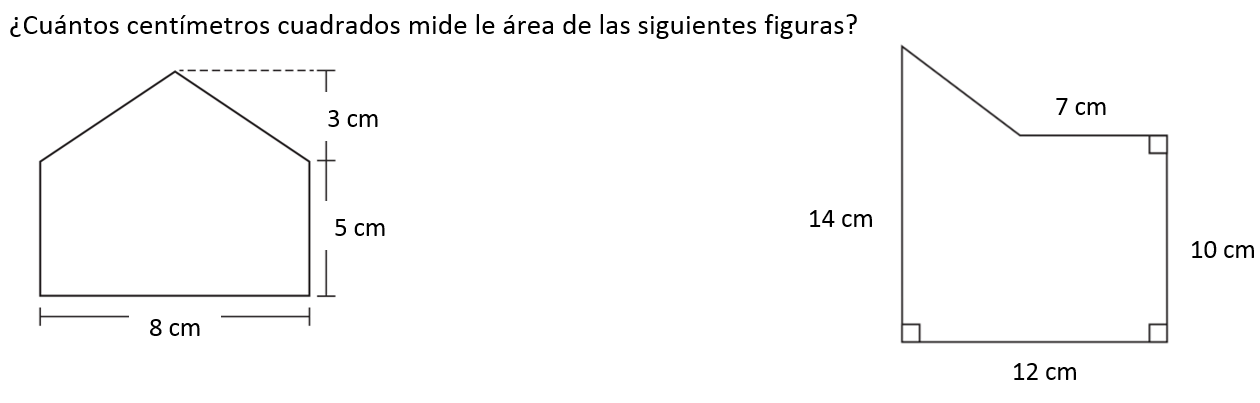 ¿Cuántos centímetros cuadrados mide le área de las siguientes figuras?
3 cm
5 cm
8 cm
7 cm
14 cm
10 cm
12 cm